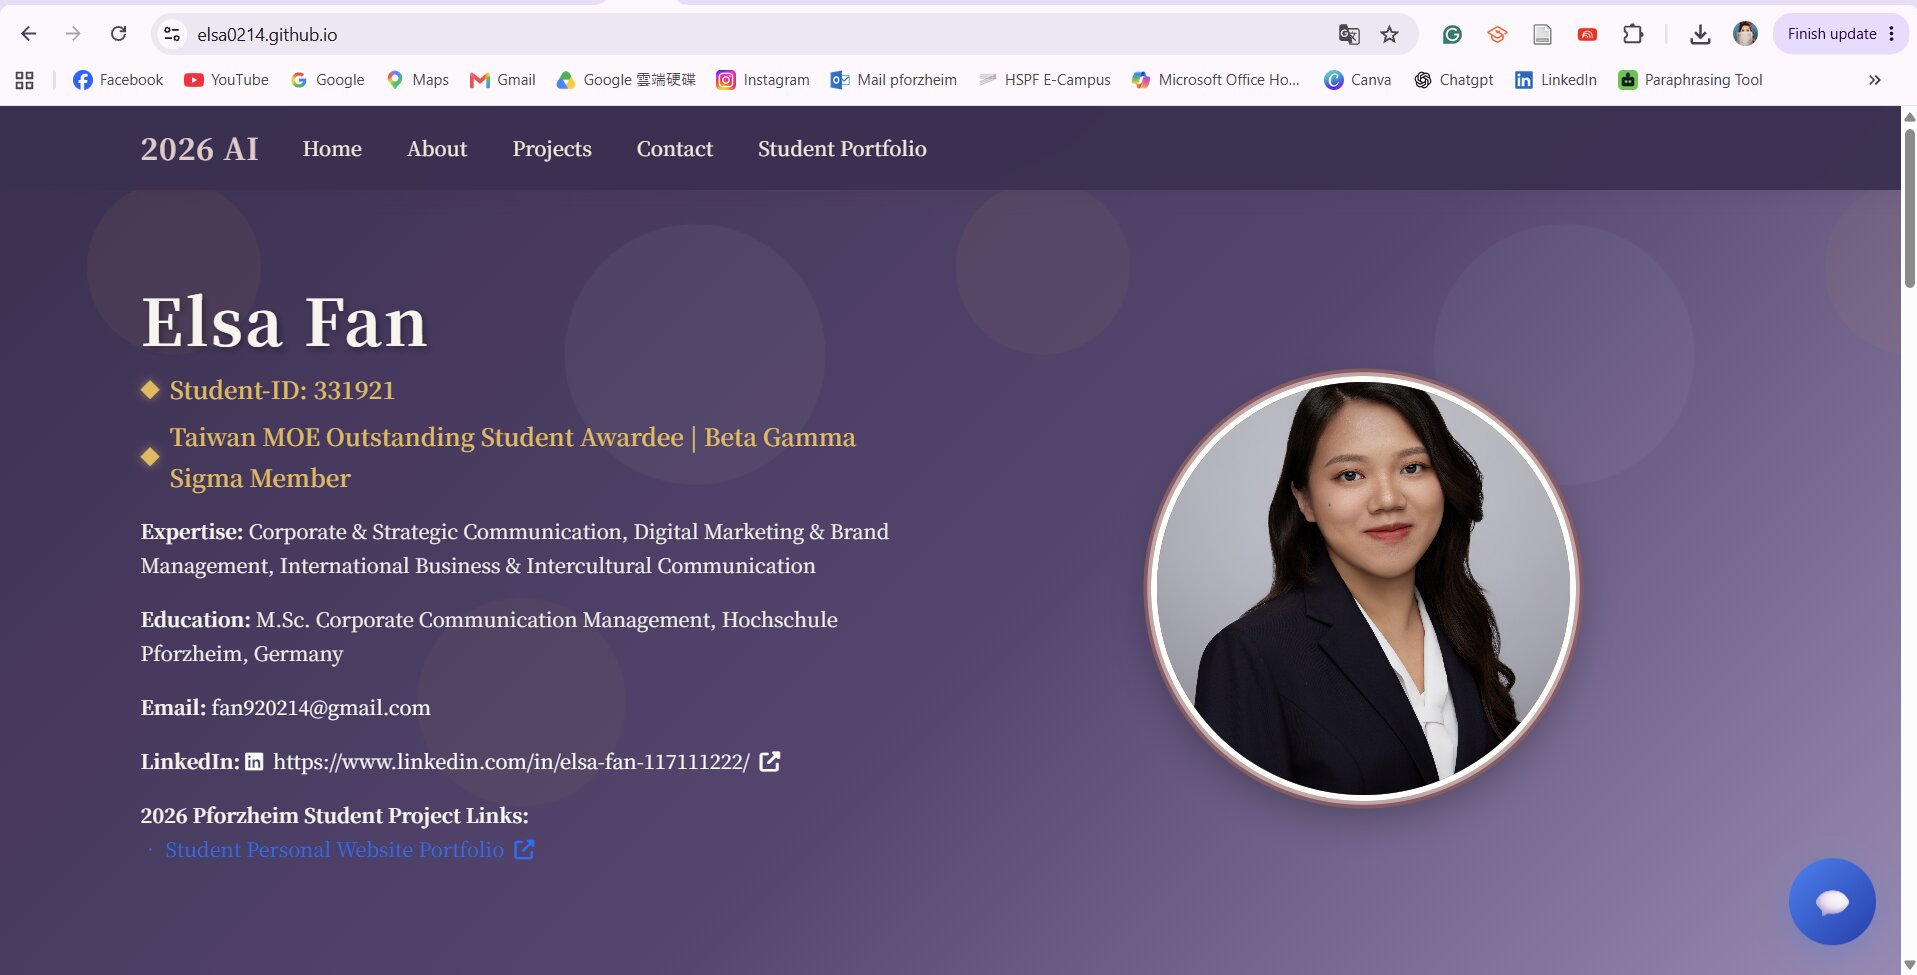 elsa0214.github.io
Finish update
Facebook YouTube Google Maps Gmail Google 雲端硬碟 Instagram Mail pforzheim HSPF E-Campus Microsoft Office Ho... Canva Chatgpt LinkedIn Paraphrasing Tool
2026 AI Home About Projects Contact Student Portfolio
Elsa Fan
Student-ID: 331921
Taiwan MOE Outstanding Student Awardee | Beta Gamma
Sigma Member
Expertise: Corporate & Strategic Communication, Digital Marketing & Brand
Management, International Business & Intercultural Communication
Education: M.Sc. Corporate Communication Management, Hochschule
Pforzheim, Germany
Email: fan920214@gmail.com
LinkedIn: https://www.linkedin.com/in/elsa-fan-117111222/
2026 Pforzheim Student Project Links:
· Student Personal Website Portfolio